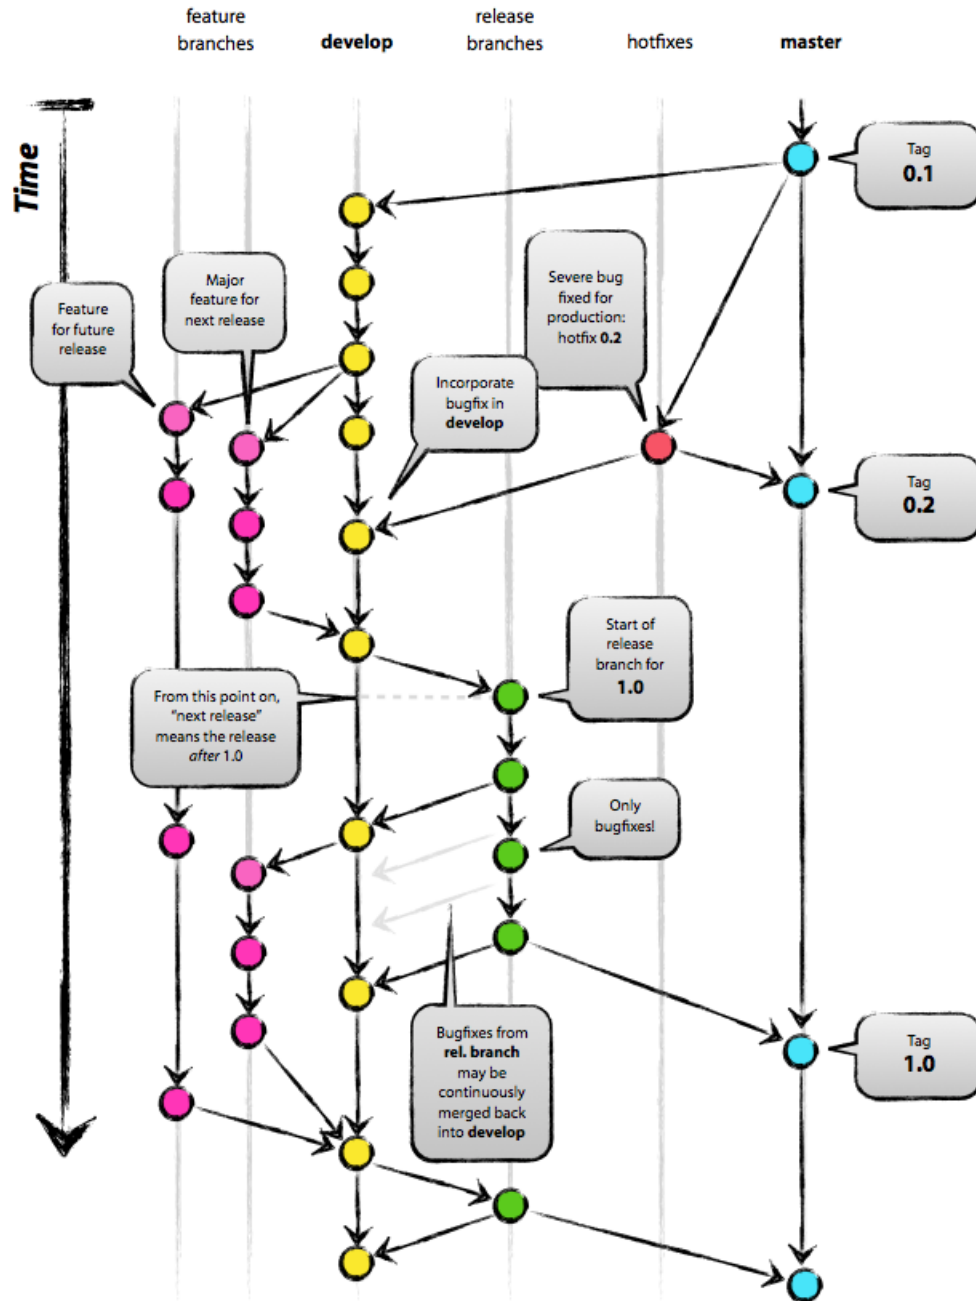 feature
branches
develop
release
branches
hotfixes
master
Time
Tag
0.1
Severe bug
fixed for
production:
hotfix 0.2
Major
feature for
next release
Feature
for future
release
Incorporate
bugfix in
develop
Tag
0.2
Start of
release
branch for
1.0
From this point on,
“next release”
means the release
after 1.0
Only
bugfixes!
Bugfixes from
rel. branch
may be
continuously
merged back
into develop
Tag
1.0